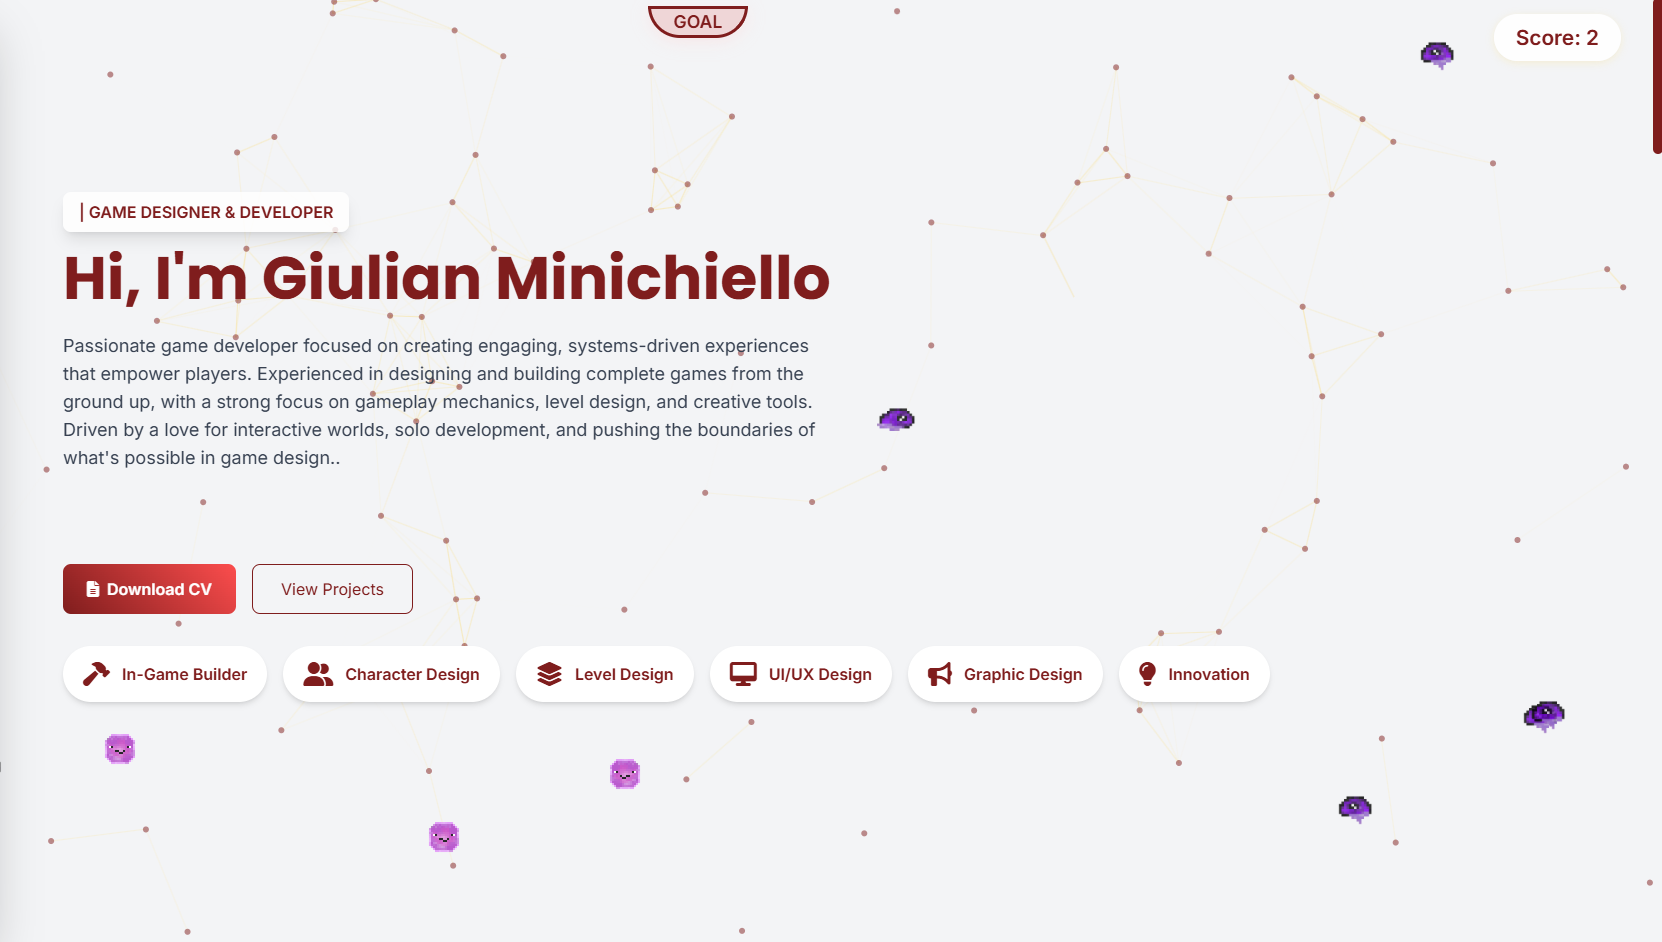 GOAL
Score: 2
| GAME DESIGNER & DEVELOPER
Hi, I'm Giulian Minichiello
Passionate game developer focused on creating engaging, systems-driven experiences
that empower players. Experienced in designing and building complete games from the
ground up, with a strong focus on gameplay mechanics, level design, and creative tools.
Driven by a love for interactive worlds, solo development, and pushing the boundaries of
what's possible in game design..
Download CV
View Projects
In-Game Builder
Character Design
Level Design
UI/UX Design
Graphic Design
Innovation